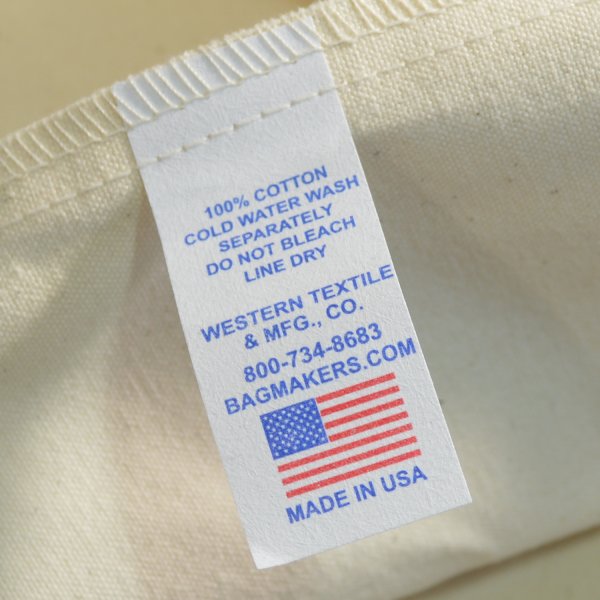 100% COTTON
COLD WATER WASH
SEPARATELY
DO NOT BLEACH
LINE DRY
WESTERN TEXTILE
& MFG., CO.
800-734-8683
BAGMAKERS.COM
MADE IN USA